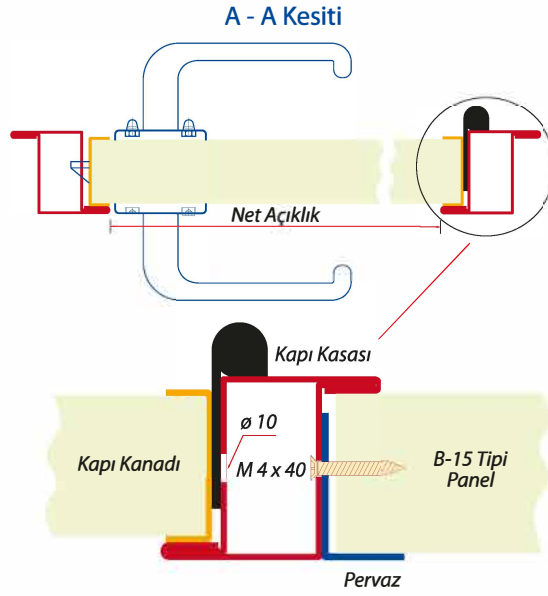 A - A Kesiti
Net Açıklık
Kapı Kasası
ø 10
Kapı Kanadı
M 4 x 40
B-15 Tipi
Panel
Pervaz